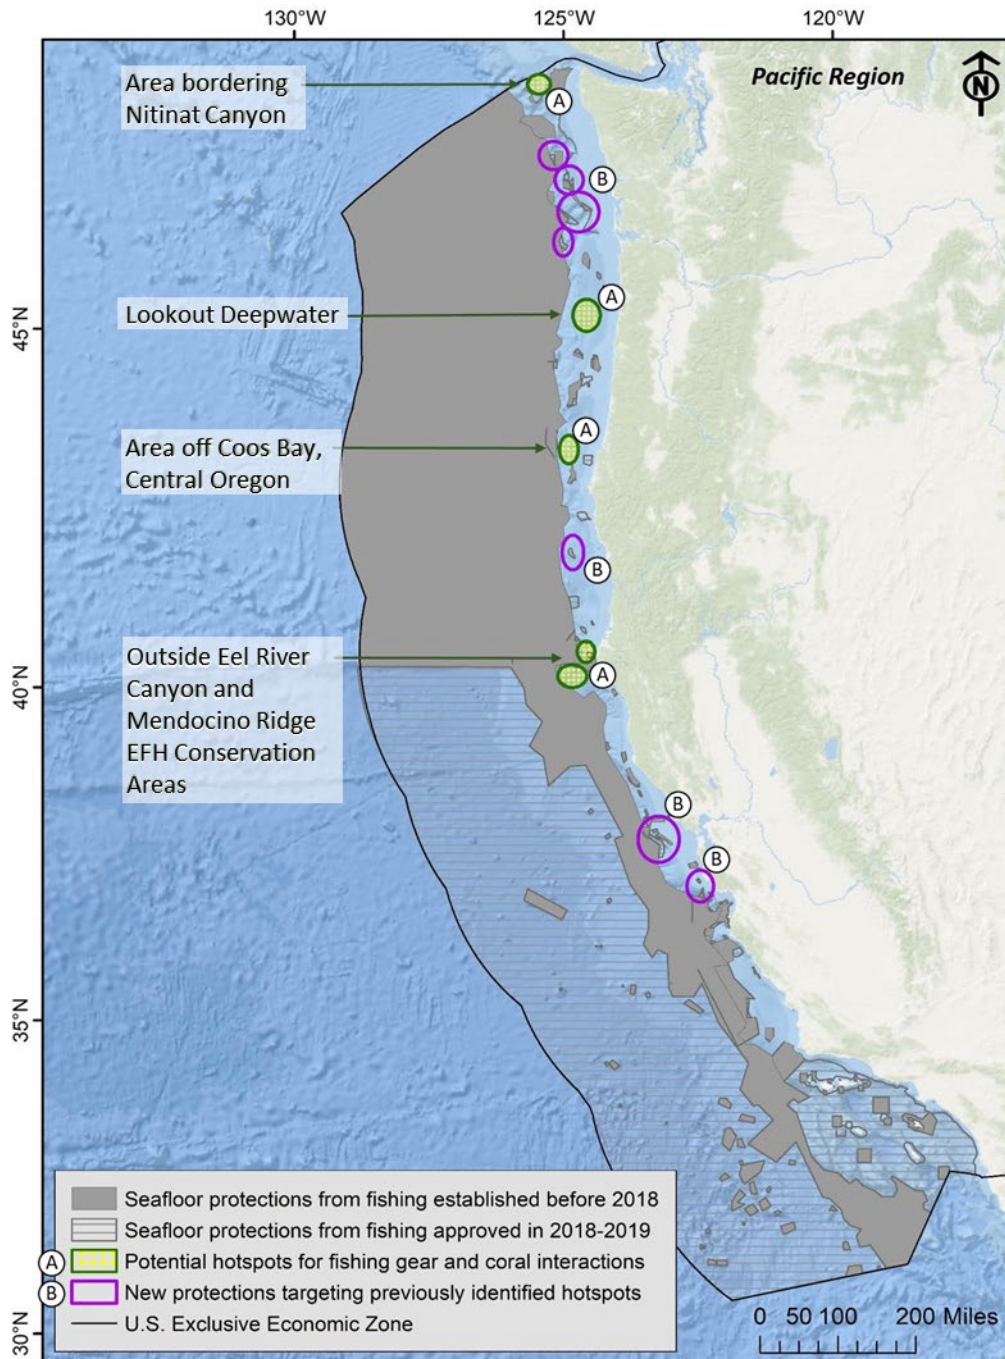 130°W
125°W
120°W
Pacific Region
N
Area bordering
Nitinat Canyon
A
B
45°N
Lookout Deepwater
A
Area off Coos Bay,
Central Oregon
A
B
40°N
Outside Eel River
Canyon and
Mendocino Ridge
EFH Conservation
Areas
A
B
B
35°N
Seafloor protections from fishing established before 2018
Seafloor protections from fishing approved in 2018-2019
A Potential hotspots for fishing gear and coral interactions
B New protections targeting previously identified hotspots
U.S. Exclusive Economic Zone
30°N
0 50 100 200 Miles